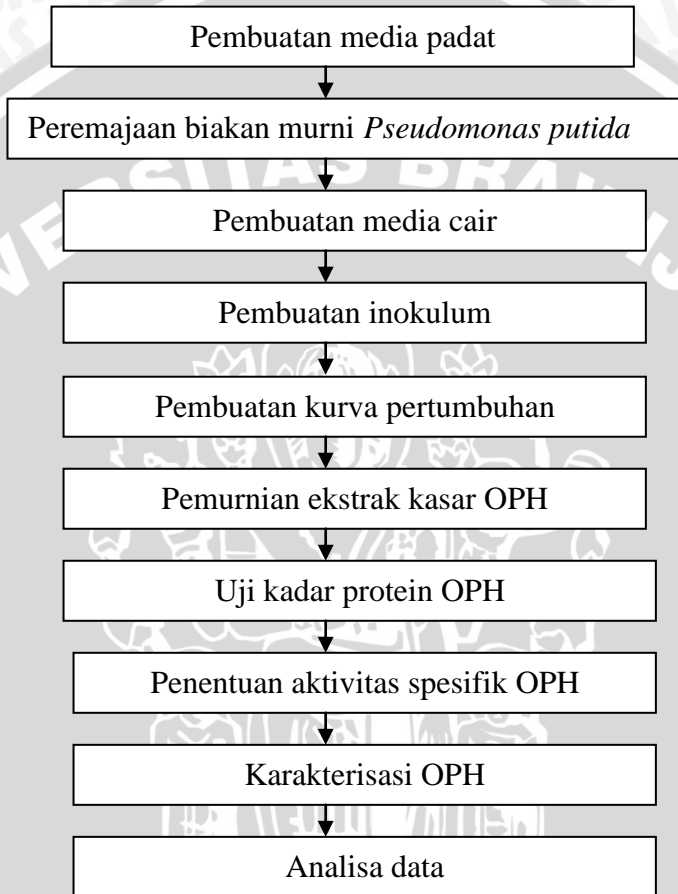 Pembuatan media padat
Peremajaan biakan murni Pseudomonas putida
Pembuatan media cair
Pembuatan inokulum
Pembuatan kurva pertumbuhan
Pemurnian ekstrak kasar OPH
Uji kadar protein OPH
Penentuan aktivitas spesifik OPH
Karakterisasi OPH
Analisa data